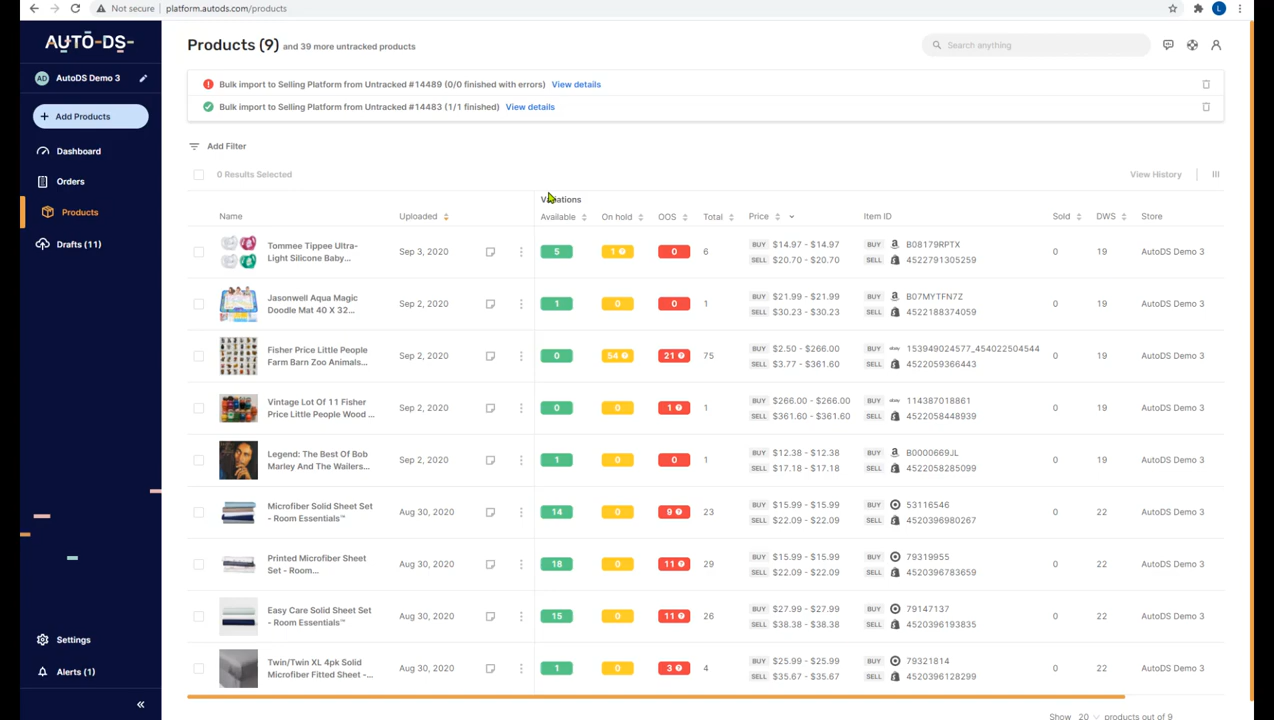 Not secure platform.autods.com/products L
AUTO-DS-
Products (9) and 39 more untracked products
Search anything
AD AutoDS Demo 3
Bulk import to Selling Platform from Untracked #14489 (0/0 finished with errors) View details
Bulk import to Selling Platform from Untracked #14483 (1/1 finished) View details
+ Add Products
Dashboard
Orders
Products
Drafts (11)
Settings
Alerts (1)
«
Add Filter
0 Results Selected View History
Variations
Name Uploaded Available On hold OOS Total Price Item ID Sold DWS Store
Tommee Tippee Ultra- BUY $14.97 - $14.97 BUY B08179RPTX
Light Silicone Baby... Sep 3, 2020 5 1 0 6 SELL $20.70 - $20.70 SELL 4522791305259 0 19 AutoDS Demo 3
Jasonwell Aqua Magic BUY $21.99 - $21.99 BUY B07MYTFN7Z
Doodle Mat 40 X 32... Sep 2, 2020 1 0 0 1 SELL $30.23 - $30.23 SELL 4522188374059 0 19 AutoDS Demo 3
Fisher Price Little People BUY $2.50 - $266.00 BUY ebay 153949024577_454022504544
Farm Barn Zoo Animals... Sep 2, 2020 0 54 21 75 SELL $3.77 - $361.60 SELL 4522059366443 0 19 AutoDS Demo 3
Vintage Lot Of 11 Fisher BUY $266.00 - $266.00 BUY ebay 114387018861
Price Little People Wood ... Sep 2, 2020 0 0 1 1 SELL $361.60 - $361.60 SELL 4522058448939 0 19 AutoDS Demo 3
Legend: The Best Of Bob BUY $12.38 - $12.38 BUY B0000669JL
Marley And The Wailers... Sep 2, 2020 1 0 0 1 SELL $17.18 - $17.18 SELL 4522058285099 0 19 AutoDS Demo 3
Microfiber Solid Sheet Set BUY $15.99 - $15.99 BUY 53116546
- Room Essentials™ Aug 30, 2020 14 0 9 23 SELL $22.09 - $22.09 SELL 4520396980267 0 22 AutoDS Demo 3
Printed Microfiber Sheet BUY $15.99 - $15.99 BUY 79319955
Set - Room... Aug 30, 2020 18 0 11 29 SELL $22.09 - $22.09 SELL 4520396783659 0 22 AutoDS Demo 3
Easy Care Solid Sheet Set BUY $27.99 - $27.99 BUY 79147137
- Room Essentials™ Aug 30, 2020 15 0 11 26 SELL $38.38 - $38.38 SELL 4520396193835 0 22 AutoDS Demo 3
Twin/Twin XL 4pk Solid BUY $25.99 - $25.99 BUY 79321814
Microfiber Fitted Sheet -... Aug 30, 2020 1 0 3 4 SELL $35.67 - $35.67 SELL 4520396128299 0 22 AutoDS Demo 3
Show 20 products out of 9